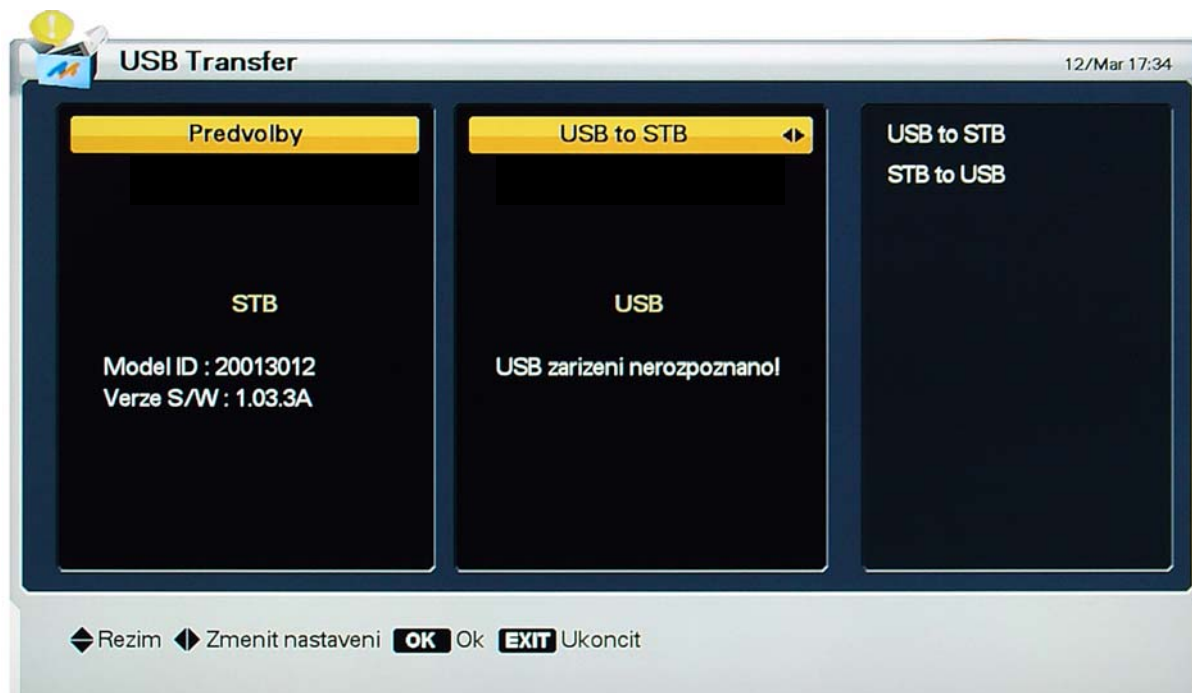 USB Transfer
12/Mar 17:34
Predvolby
USB to STB
USB to STB
STB to USB
STB
USB
Model ID : 20013012
Verze S/W : 1.03.3A
USB zarizeni nerozpoznano!
Rezim Zmenit nastaveni OK Ok EXIT Ukoncit